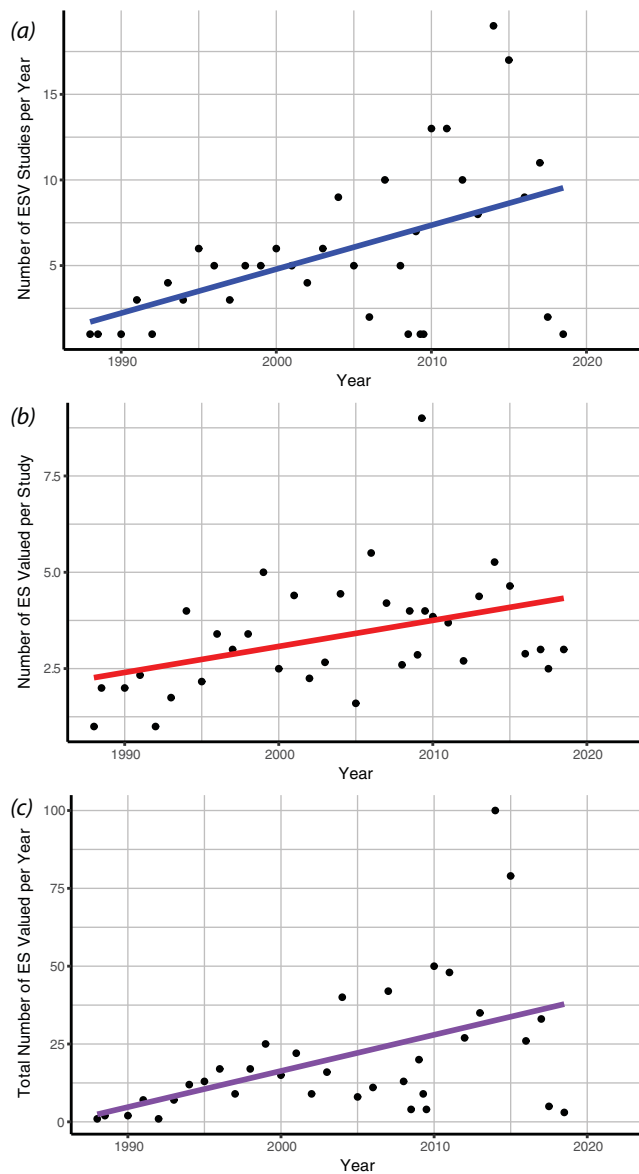 (a)
Number of ESV Studies per Year
15
10
5
1990
2000
2010
2020
Year
(b)
Number of ES Valued per Study
7.5
5.0
2.5
1990
2000
2010
2020
Year
(c)
Total Number of ES Valued per Year
100
75
50
25
0
1990
2000
2010
2020
Year